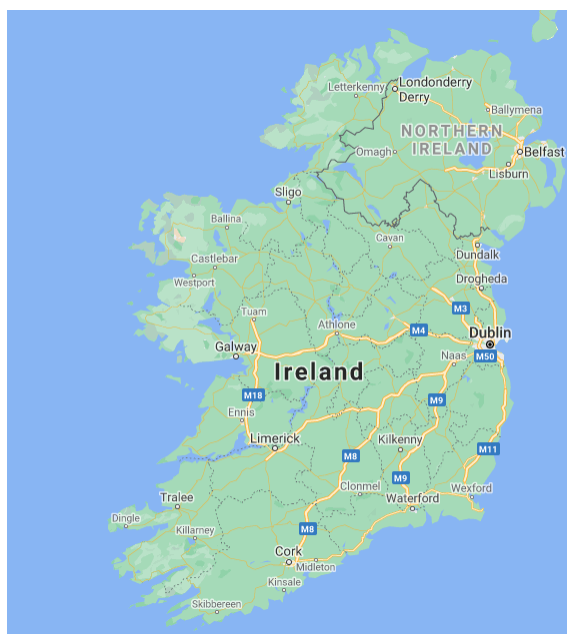 Letterkenny
Londonderry
Derry
Ballymena
NORTHERN
IRELAND
Omagh
Belfast
Lisburn
Sligo
Ballina
Cavan
Dundalk
Castlebar
Westport
Drogheda
M3
Tuam
Athlone
M4
Dublin
Galway
M50
Naas
Ireland
M18
M9
Ennis
Limerick
Kilkenny
M11
M8
M9
Clonmel
Wexford
Tralee
Waterford
Dingle
Killarney
M8
Cork
Midleton
Kinsale
Skibbereen